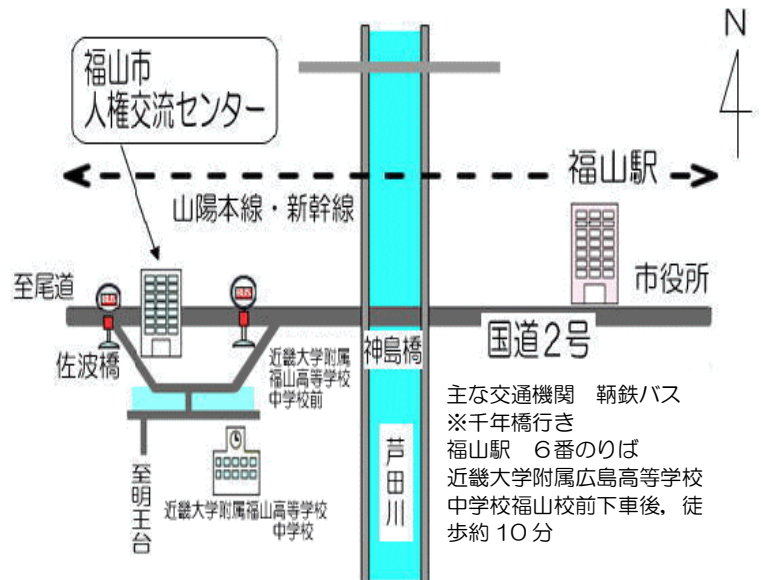 N
福山市
人権交流センター
福山駅
山陽本線・新幹線
市役所
至尾道
佐波橋
近畿大学附属
福山高等学校
中学校前
神島橋
国道2号
主な交通機関　鞆鉄バス
※千年橋行き
福山駅　６番のりば
近畿大学附属広島高等学校
中学校福山校前下車後，徒
歩約10分
芦田川
至明王台
近畿大学附属福山高等学校
中学校